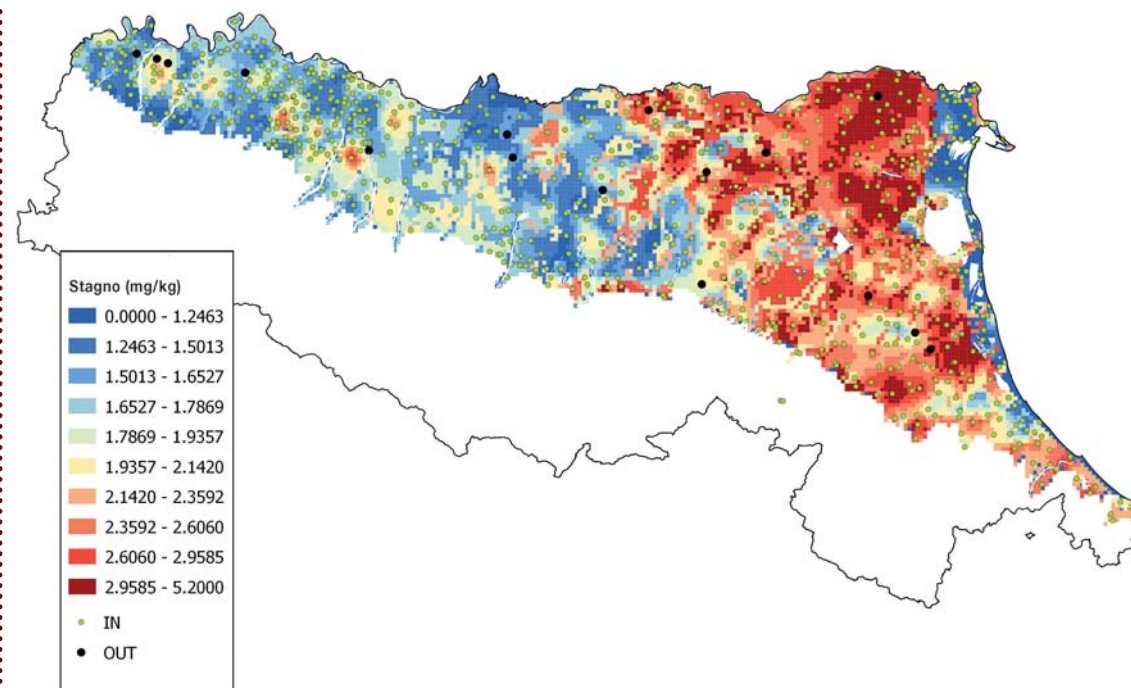 Stagno (mg/kg)
0.0000 - 1.2463
1.2463 - 1.5013
1.5013 - 1.6527
1.6527 - 1.7869
1.7869 - 1.9357
1.9357 - 2.1420
2.1420 - 2.3592
2.3592 - 2.6060
2.6060 - 2.9585
2.9585 - 5.2000
IN
OUT